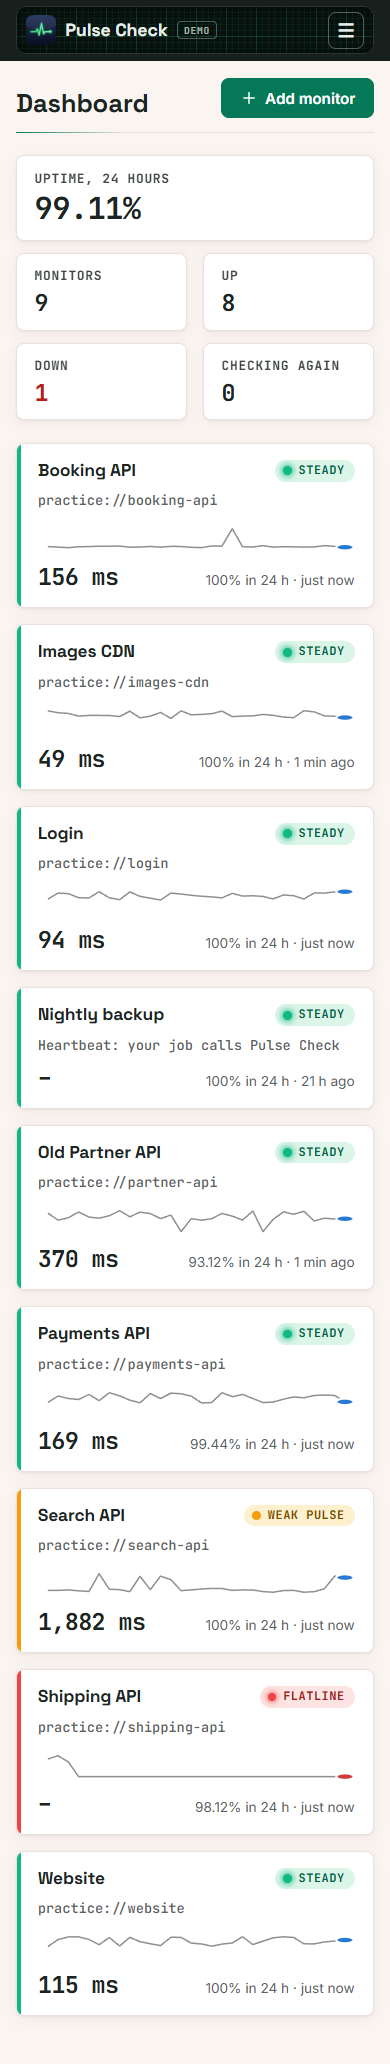 Pulse Check DEMO
Dashboard
+ Add monitor
UPTIME, 24 HOURS
99.11%
MONITORS
9
UP
8
DOWN
1
CHECKING AGAIN
0
Booking API
STEADY
practice://booking-api
156 ms
100% in 24 h · just now
Images CDN
STEADY
practice://images-cdn
49 ms
100% in 24 h · 1 min ago
Login
STEADY
practice://login
94 ms
100% in 24 h · just now
Nightly backup
STEADY
Heartbeat: your job calls Pulse Check
–
100% in 24 h · 21 h ago
Old Partner API
STEADY
practice://partner-api
370 ms
93.12% in 24 h · 1 min ago
Payments API
STEADY
practice://payments-api
169 ms
99.44% in 24 h · just now
Search API
WEAK PULSE
practice://search-api
1,882 ms
100% in 24 h · just now
Shipping API
FLATLINE
practice://shipping-api
–
98.12% in 24 h · just now
Website
STEADY
practice://website
115 ms
100% in 24 h · just now